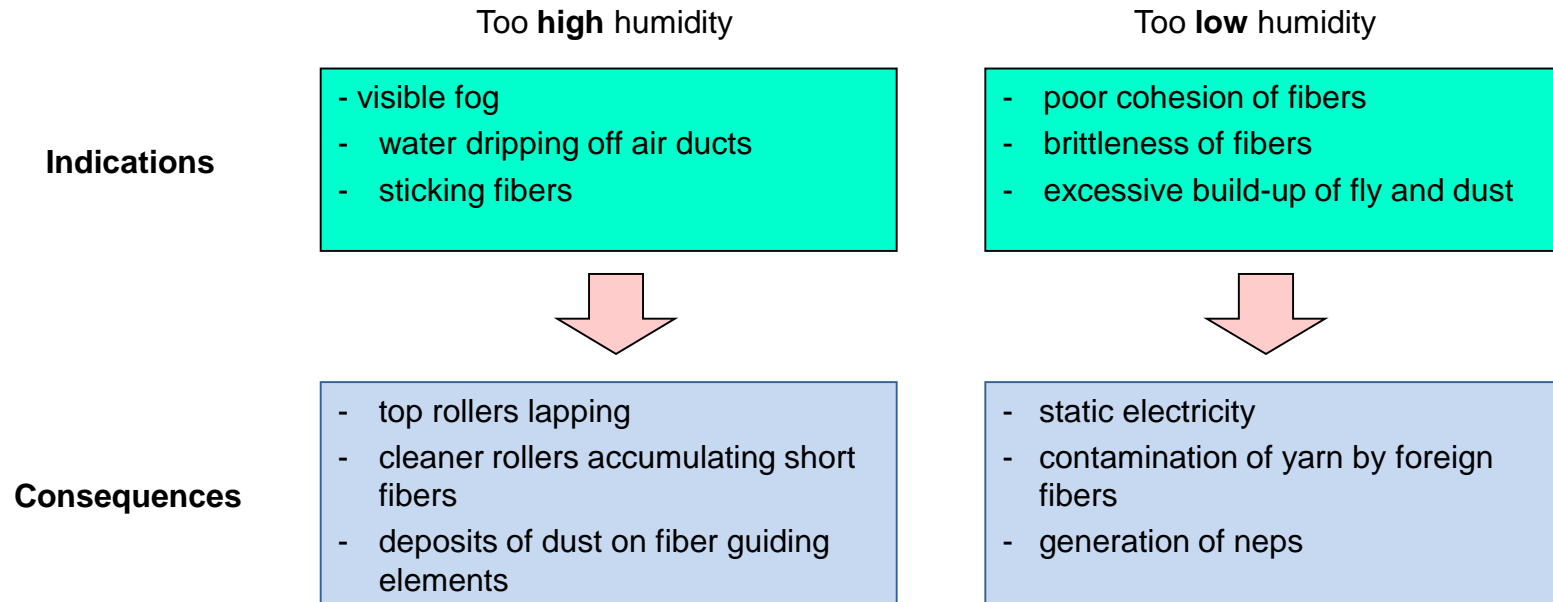 Too high humidity
Too low humidity
Indications
- visible fog
- water dripping off air ducts
- sticking fibers
- poor cohesion of fibers
- brittleness of fibers
- excessive build-up of fly and dust
Consequences
- top rollers lapping
- cleaner rollers accumulating short
fibers
- deposits of dust on fiber guiding
elements
- static electricity
- contamination of yarn by foreign
fibers
- generation of neps